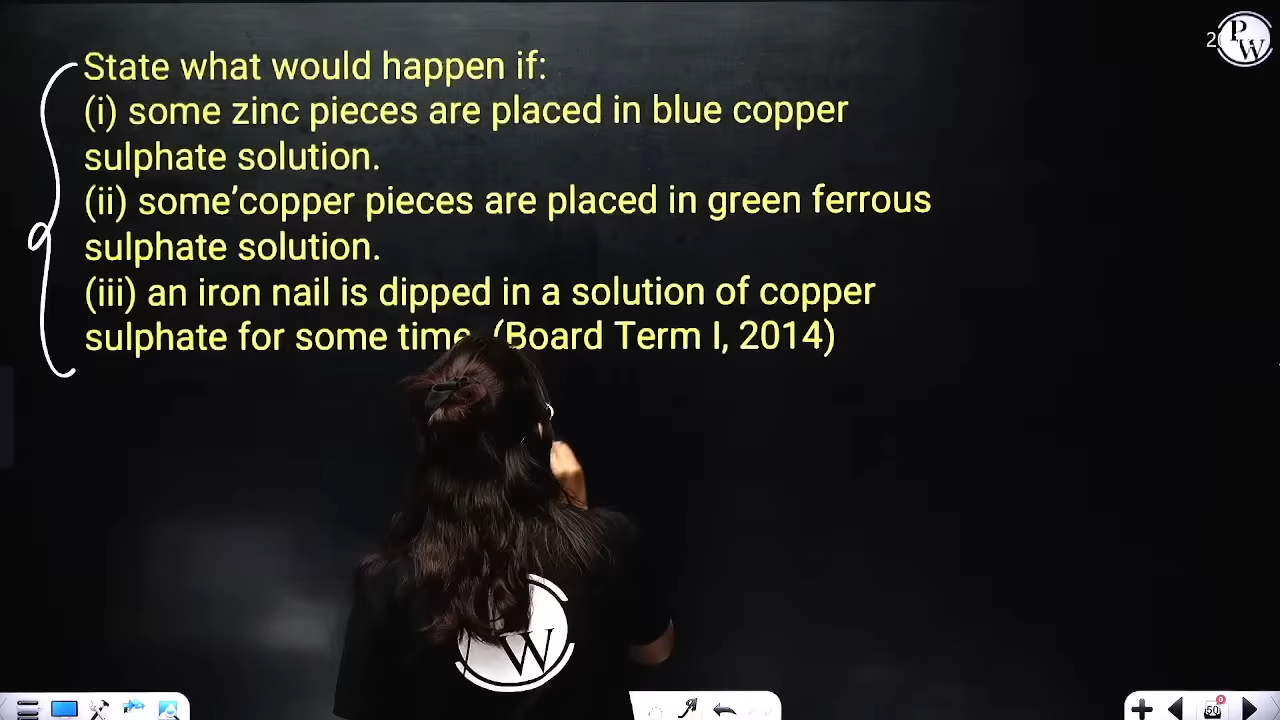 State what would happen if:
(i) some zinc pieces are placed in blue copper
sulphate solution.
(ii) some’copper pieces are placed in green ferrous
sulphate solution.
(iii) an iron nail is dipped in a solution of copper
sulphate for some time. (Board Term I, 2014)
PW
W
50